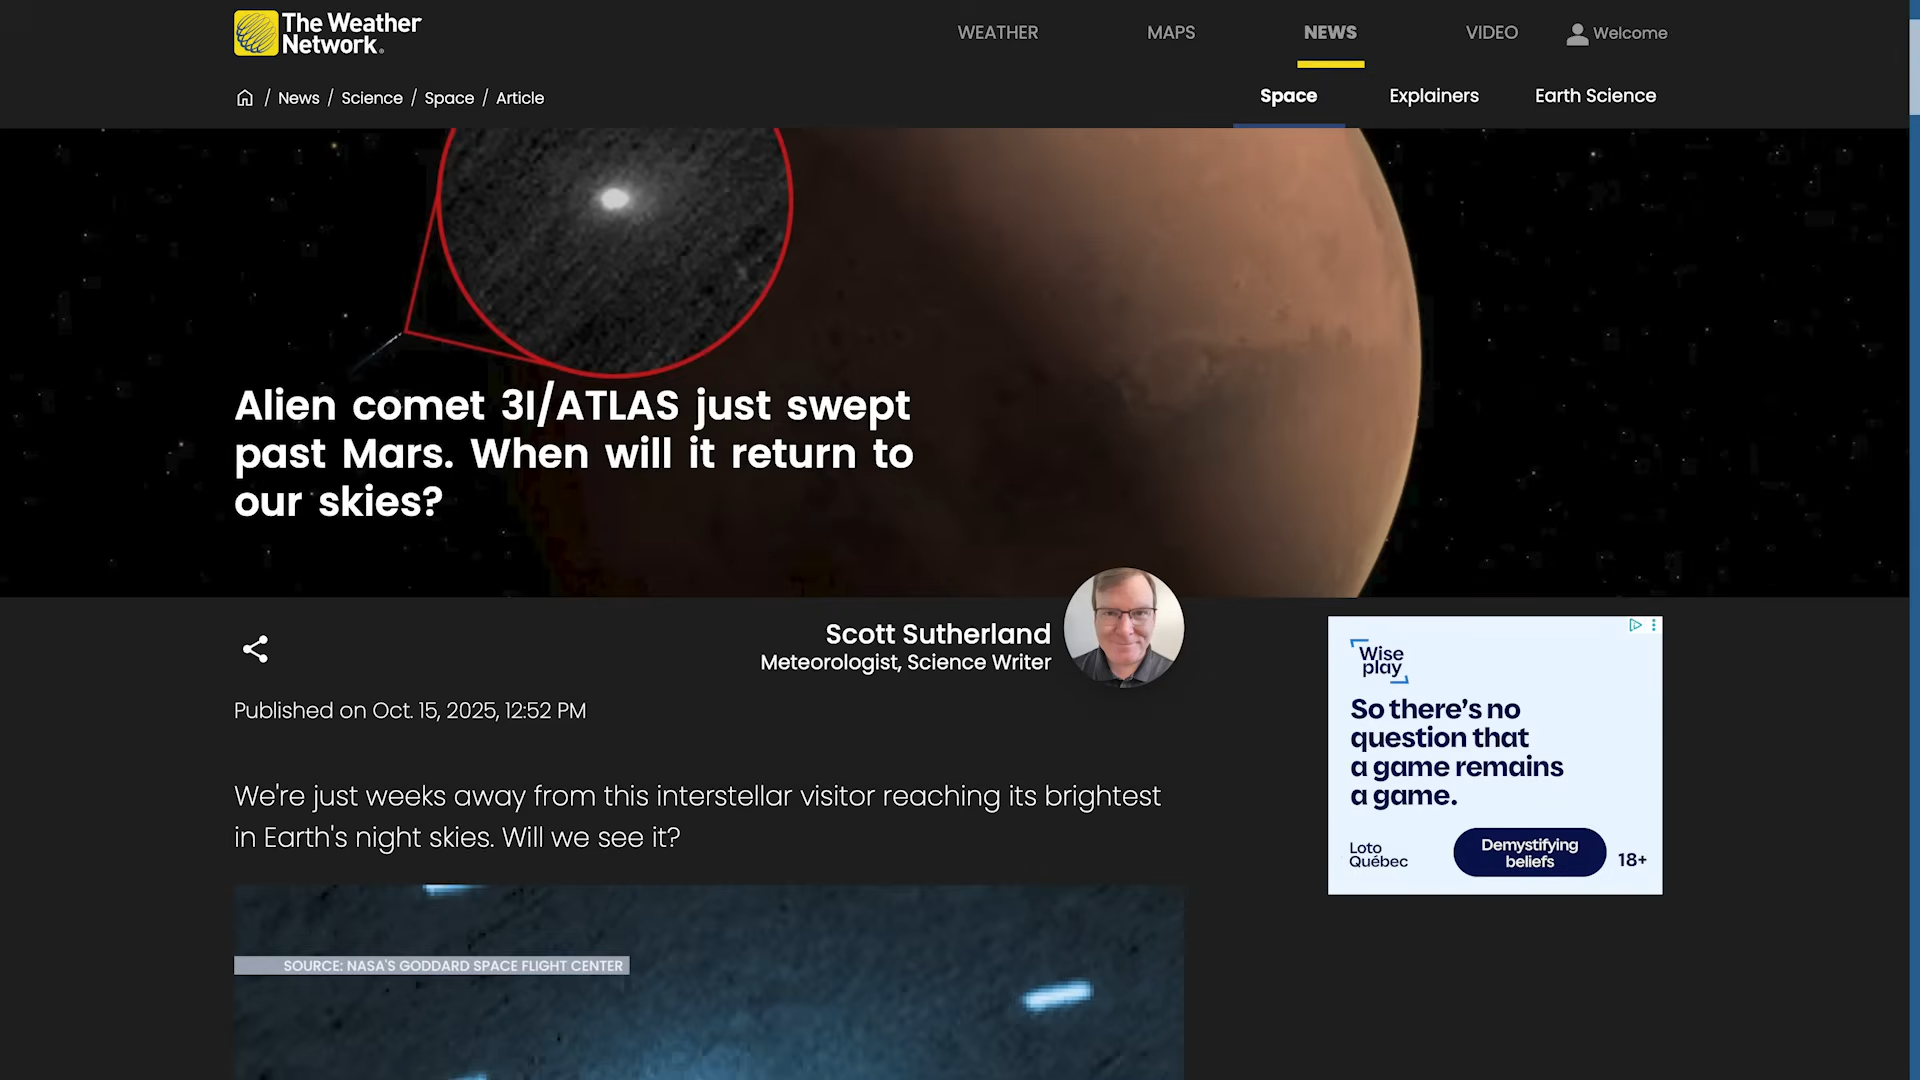 The Weather
Network®
WEATHER
MAPS
NEWS
VIDEO
Welcome
/ News / Science / Space / Article
Space
Explainers
Earth Science
Alien comet 3I/ATLAS just swept
past Mars. When will it return to
our skies?
Scott Sutherland
Meteorologist, Science Writer
Published on Oct. 15, 2025, 12:52 PM
We're just weeks away from this interstellar visitor reaching its brightest
in Earth's night skies. Will we see it?
SOURCE: NASA'S GODDARD SPACE FLIGHT CENTER
Wise
play
So there's no
question that
a game remains
a game.
Loto
Québec
Demystifying
beliefs
18+